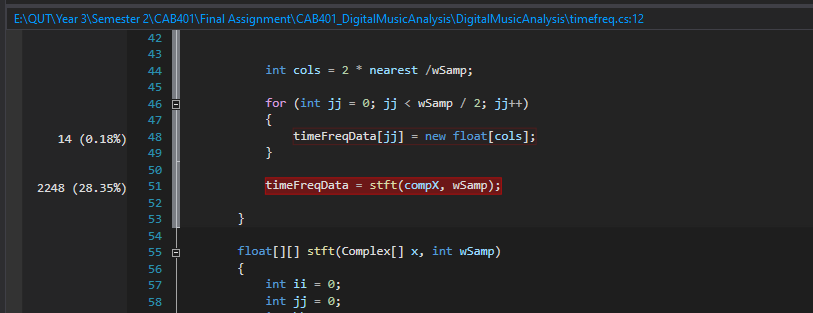 E:\QUT\Year 3\Semester 2\CAB401\Final Assignment\CAB401_DigitalMusicAnalysis\DigitalMusicAnalysis\timefreq.cs:12
42
43
44 int cols = 2 * nearest /wSamp;
45
46 for (int jj = 0; jj < wSamp / 2; jj++)
47 {
14 (0.18%) 48 timeFreqData[jj] = new float[cols];
49 }
50
2248 (28.35%) 51 timeFreqData = stft(compX, wSamp);
52
53 }
54
55 float[][] stft(Complex[] x, int wSamp)
56 {
57 int ii = 0;
58 int jj = 0;